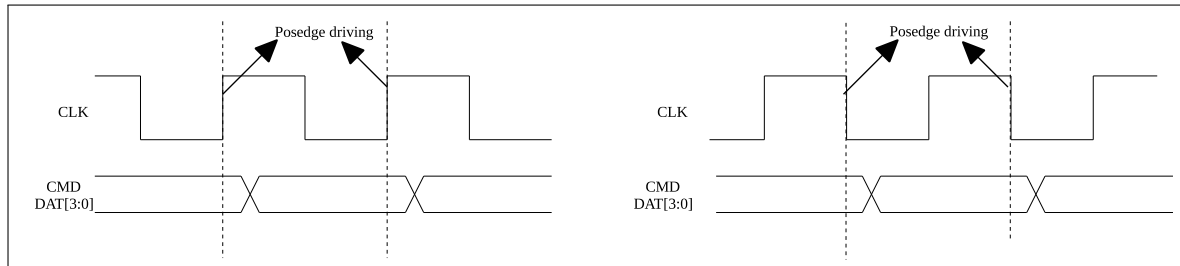 Posedge driving
CLK
CMD
DAT[3:0]
Posedge driving
CLK
CMD
DAT[3:0]